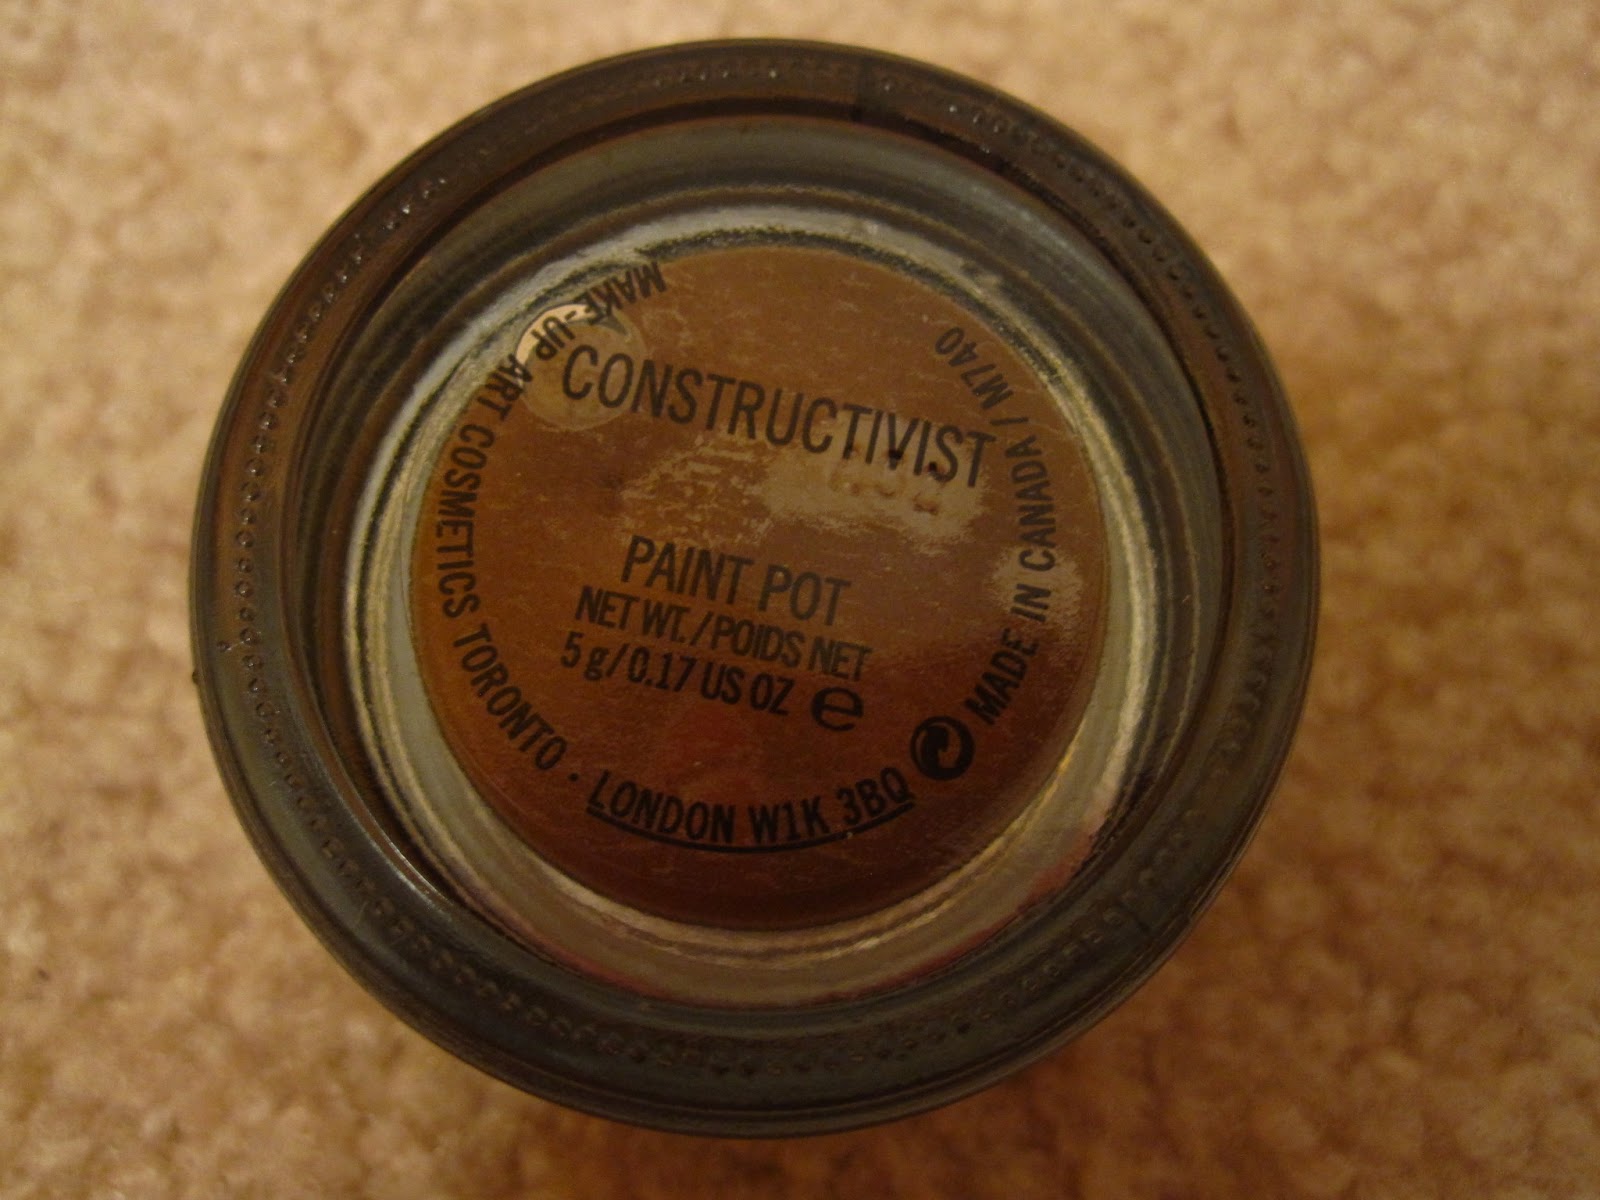 CONSTRUCTIVIST
PAINT POT
NET WT./POIDS NET
5 g/0.17 US OZ e
MAKE-UP ART COSMETICS TORONTO · LONDON W1K 3BQ
MADE IN CANADA / M740